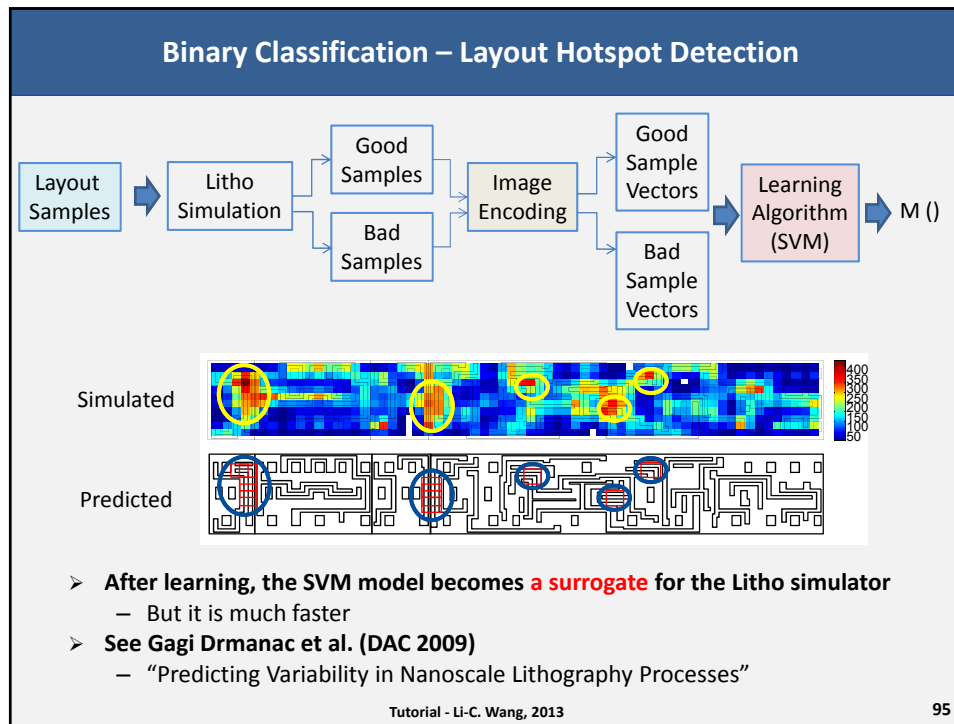 Binary Classification – Layout Hotspot Detection
Layout
Samples
Litho
Simulation
Good
Samples
Bad
Samples
Image
Encoding
Good
Sample
Vectors
Bad
Sample
Vectors
Learning
Algorithm
(SVM)
M ()
Simulated
400
350
300
250
200
150
100
50
Predicted
➢ After learning, the SVM model becomes a surrogate for the Litho simulator
– But it is much faster
➢ See Gagi Drmanac et al. (DAC 2009)
– “Predicting Variability in Nanoscale Lithography Processes”
Tutorial - Li-C. Wang, 2013
95